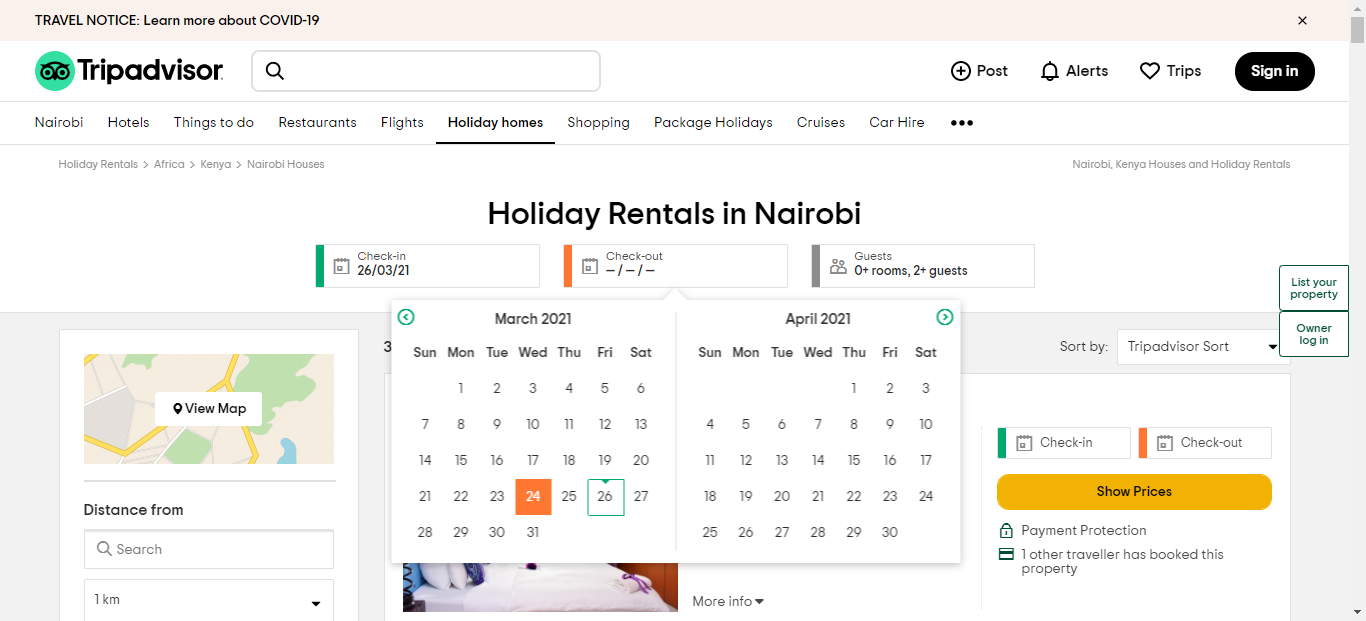 TRAVEL NOTICE: Learn more about COVID-19
Tripadvisor
Post
Alerts
Trips
Sign in
Nairobi
Hotels
Things to do
Restaurants
Flights
Holiday homes
Shopping
Package Holidays
Cruises
Car Hire
Holiday Rentals > Africa > Kenya > Nairobi Houses
Nairobi, Kenya Houses and Holiday Rentals
Holiday Rentals in Nairobi
Check-in
26/03/21
Check-out
– / – / –
Guests
0+ rooms, 2+ guests
List your
property
Owner
log in
View Map
Distance from
Search
1 km
3
Sort by:
Tripadvisor Sort
March 2021
Sun Mon Tue Wed Thu Fri Sat
1 2 3 4 5 6
7 8 9 10 11 12 13
14 15 16 17 18 19 20
21 22 23 24 25 26 27
28 29 30 31
April 2021
Sun Mon Tue Wed Thu Fri Sat
1 2 3
4 5 6 7 8 9 10
11 12 13 14 15 16 17
18 19 20 21 22 23 24
25 26 27 28 29 30
More info
Check-in
Check-out
Show Prices
Payment Protection
1 other traveller has booked this
property